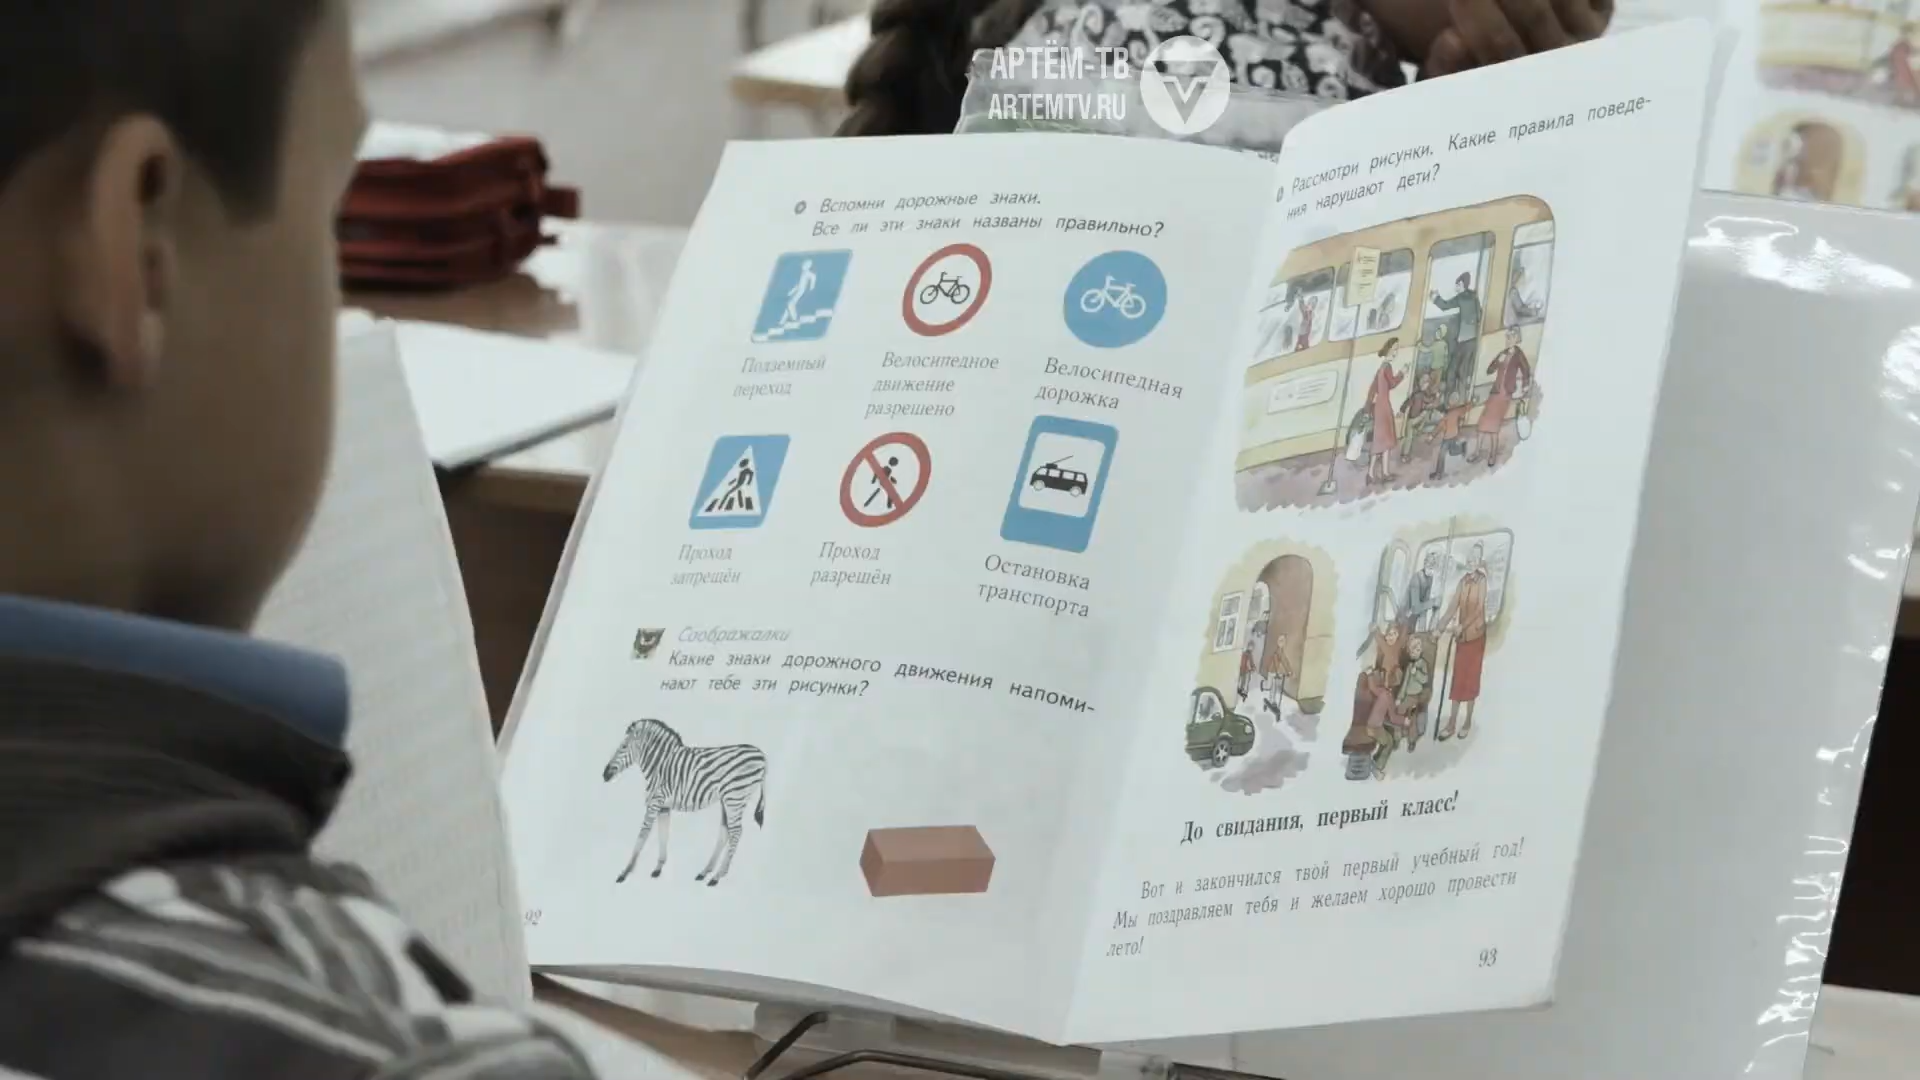 АРТЁМ-ТВ
ARTEMTV.RU
Вспомни дорожные знаки.
Все ли эти знаки названы правильно?
Подземный
переход
Велосипедное
движение
разрешено
Велосипедная
дорожка
Проход
запрещён
Проход
разрешён
Остановка
транспорта
Соображалки
Какие знаки дорожного движения напоми-
нают тебе эти рисунки?
92
Рассмотри рисунки. Какие правила поведе-
ния нарушают дети?
До свидания, первый класс!
Вот и закончился твой первый учебный год!
Мы поздравляем тебя и желаем хорошо провести
лето!
93